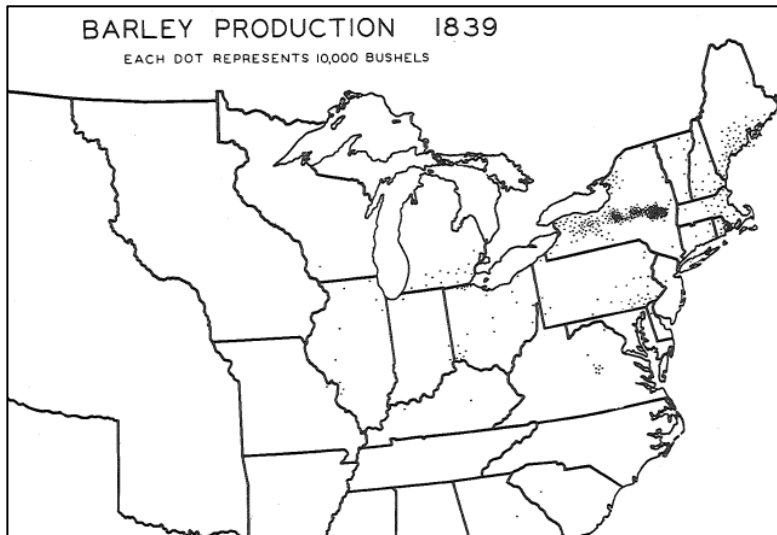 BARLEY PRODUCTION 1839
EACH DOT REPRESENTS 10,000 BUSHELS